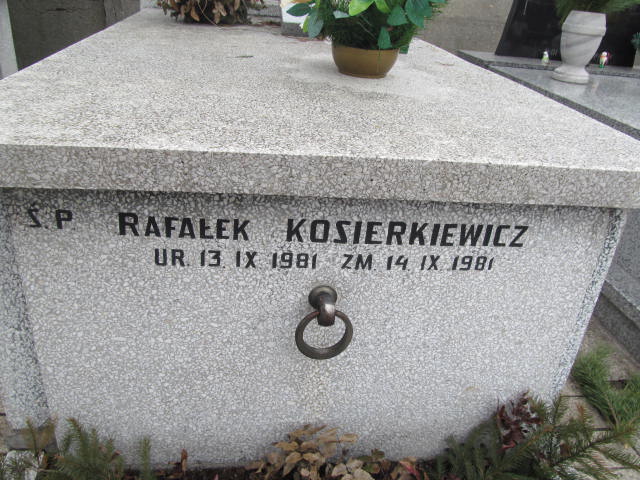 Ś.P RAFAŁEK KOSIERKIEWICZ
UR. 13. IX 1981 ZM. 14. IX. 1981